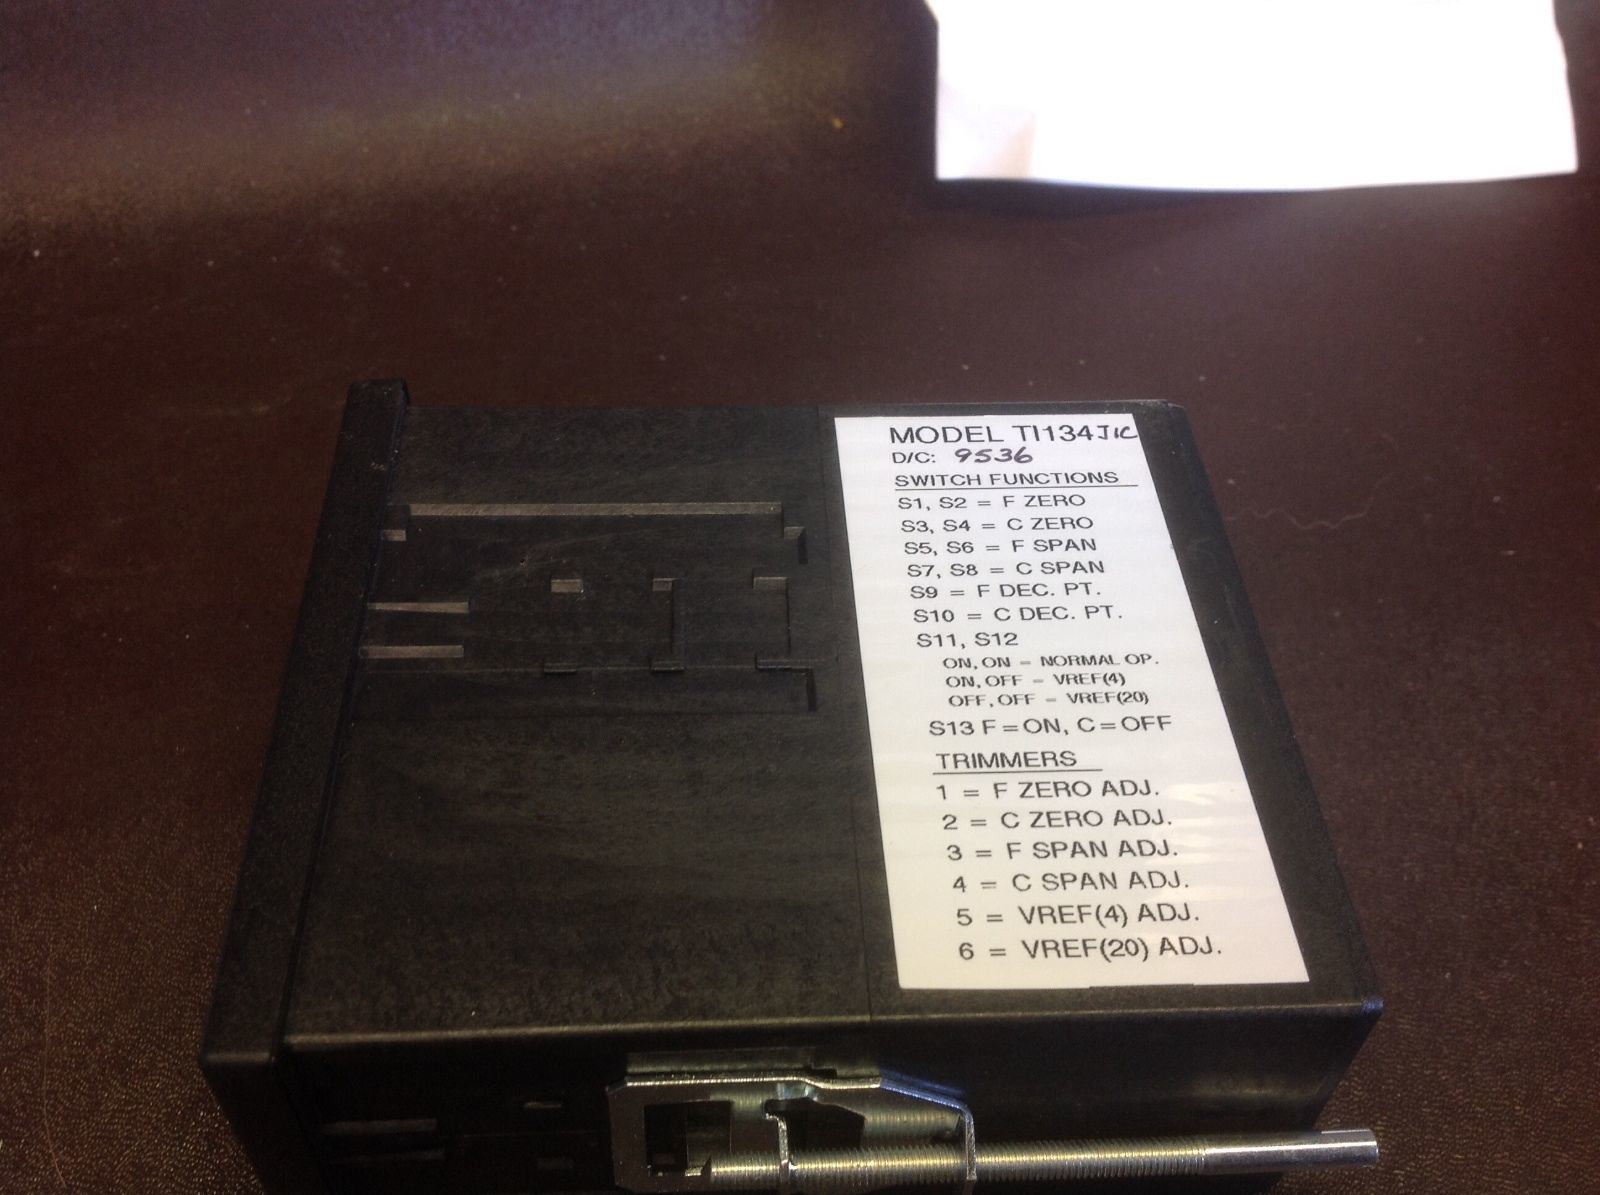 MODEL TI134J1C
D/C: 9536
SWITCH FUNCTIONS
S1, S2 = F ZERO
S3, S4 = C ZERO
S5, S6 = F SPAN
S7, S8 = C SPAN
S9 = F DEC. PT.
S10 = C DEC. PT.
S11, S12
ON, ON = NORMAL OP.
ON, OFF = VREF(4)
OFF, OFF = VREF(20)
S13 F=ON, C=OFF
TRIMMERS
1 = F ZERO ADJ.
2 = C ZERO ADJ.
3 = F SPAN ADJ.
4 = C SPAN ADJ.
5 = VREF(4) ADJ.
6 = VREF(20) ADJ.